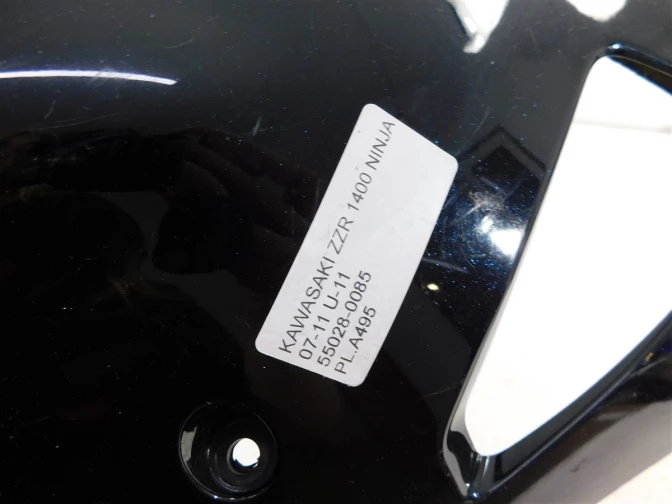 KAWASAKI ZZR 1400 NINJA
07-11 U-11
55028-0085
PL.A495